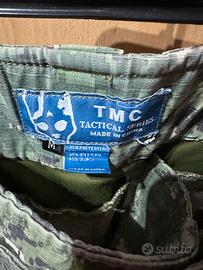 TMC
TACTICAL SERIES
MADE IN CHINA
M
subito